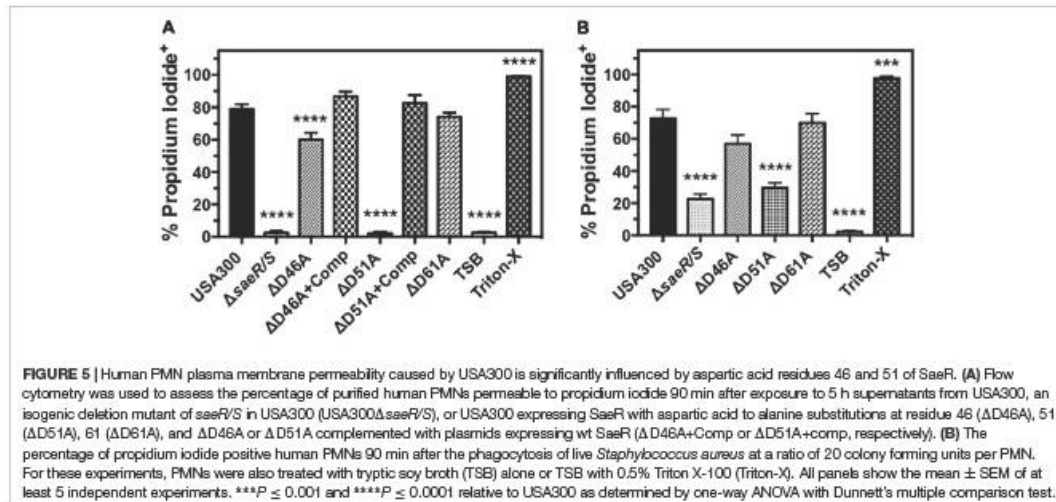 A
B
% Propidium Iodide+
100
80
60
40
20
0
****
****
****
****
****
USA300
ΔsaeR/S
ΔD46A
ΔD46A+Comp
ΔD51A
ΔD51A+Comp
ΔD61A
TSB
Triton-X
% Propidium Iodide+
100
80
60
40
20
0
****
****
****
***
USA300
ΔsaeR/S
ΔD46A
ΔD51A
ΔD61A
TSB
Triton-X
FIGURE 5 | Human PMN plasma membrane permeability caused by USA300 is significantly influenced by aspartic acid residues 46 and 51 of SaeR. (A) Flow
cytometry was used to assess the percentage of purified human PMNs permeable to propidium iodide 90 min after exposure to 5 h supernatants from USA300, an
isogenic deletion mutant of saeR/S in USA300 (USA300ΔsaeR/S), or USA300 expressing SaeR with aspartic acid to alanine substitutions at residue 46 (ΔD46A), 51
(ΔD51A), 61 (ΔD61A), and ΔD46A or ΔD51A complemented with plasmids expressing wt SaeR (ΔD46A+Comp or ΔD51A+comp, respectively). (B) The
percentage of propidium iodide positive human PMNs 90 min after the phagocytosis of live Staphylococcus aureus at a ratio of 20 colony forming units per PMN.
For these experiments, PMNs were also treated with tryptic soy broth (TSB) alone or TSB with 0.5% Triton X-100 (Triton-X). All panels show the mean ± SEM of at
least 5 independent experiments. ***P ≤ 0.001 and ****P ≤ 0.0001 relative to USA300 as determined by one-way ANOVA with Dunnett's multiple comparison test.